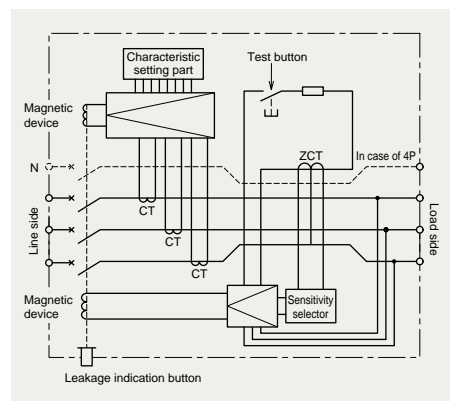 Characteristic
setting part
Test button
Magnetic
device
N
ZCT
In case of 4P
CT
CT
CT
Line side
Load side
Magnetic
device
Sensitivity
selector
Leakage indication button